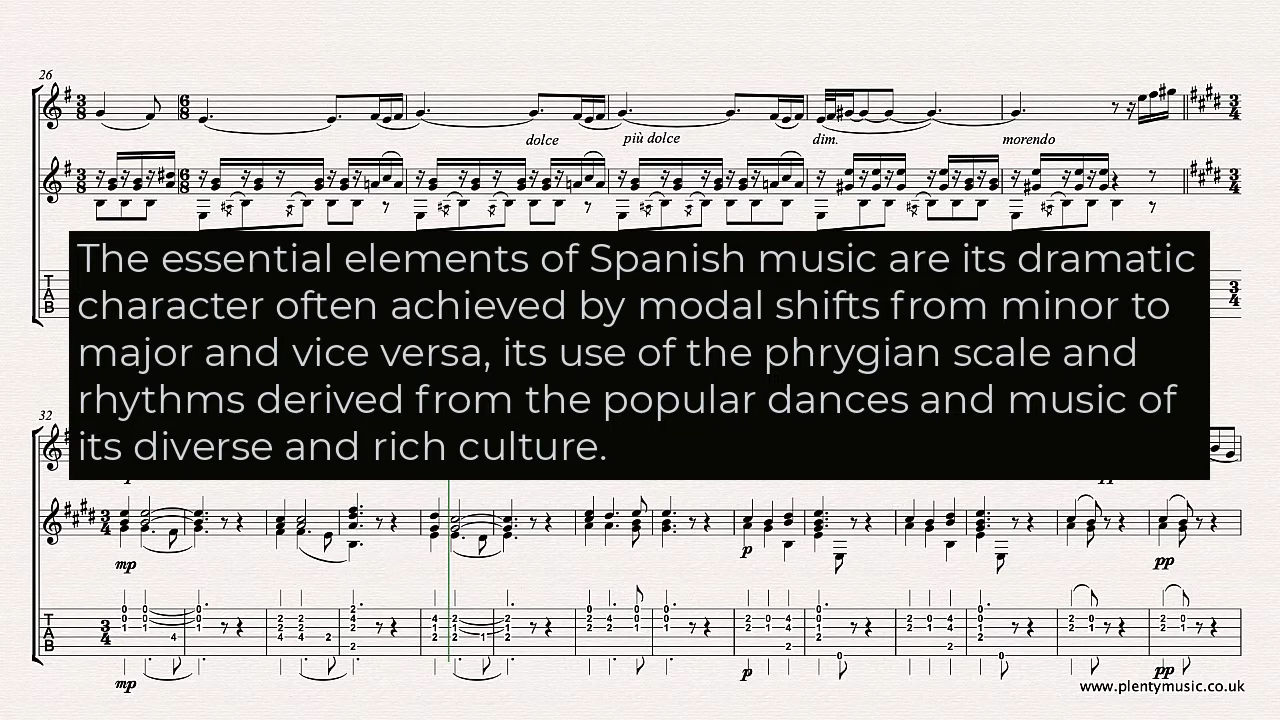 26
dolce
più dolce
dim.
morendo
The essential elements of Spanish music are its dramatic
character often achieved by modal shifts from minor to
major and vice versa, its use of the phrygian scale and
rhythms derived from the popular dances and music of
its diverse and rich culture.
32
mp
p
pp
mp
p
pp
www.plentymusic.co.uk